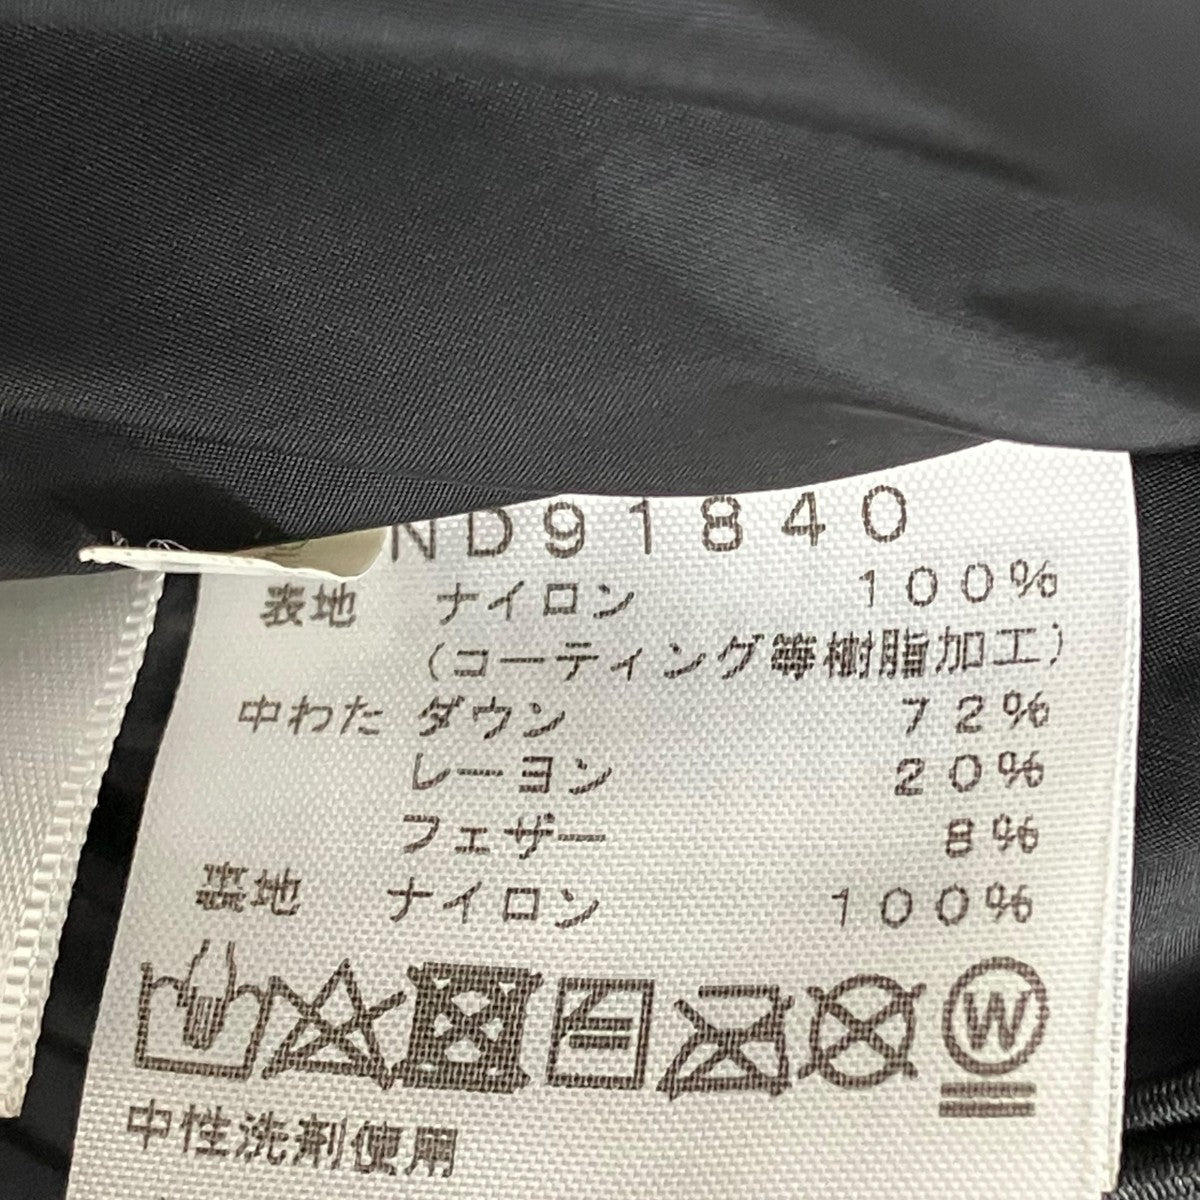 ND91840
表地 ナイロン 100%
(コーティング等樹脂加工)
中わた ダウン 72%
レーヨン 20%
フェザー 8%
裏地 ナイロン 100%
W
中性洗剤使用